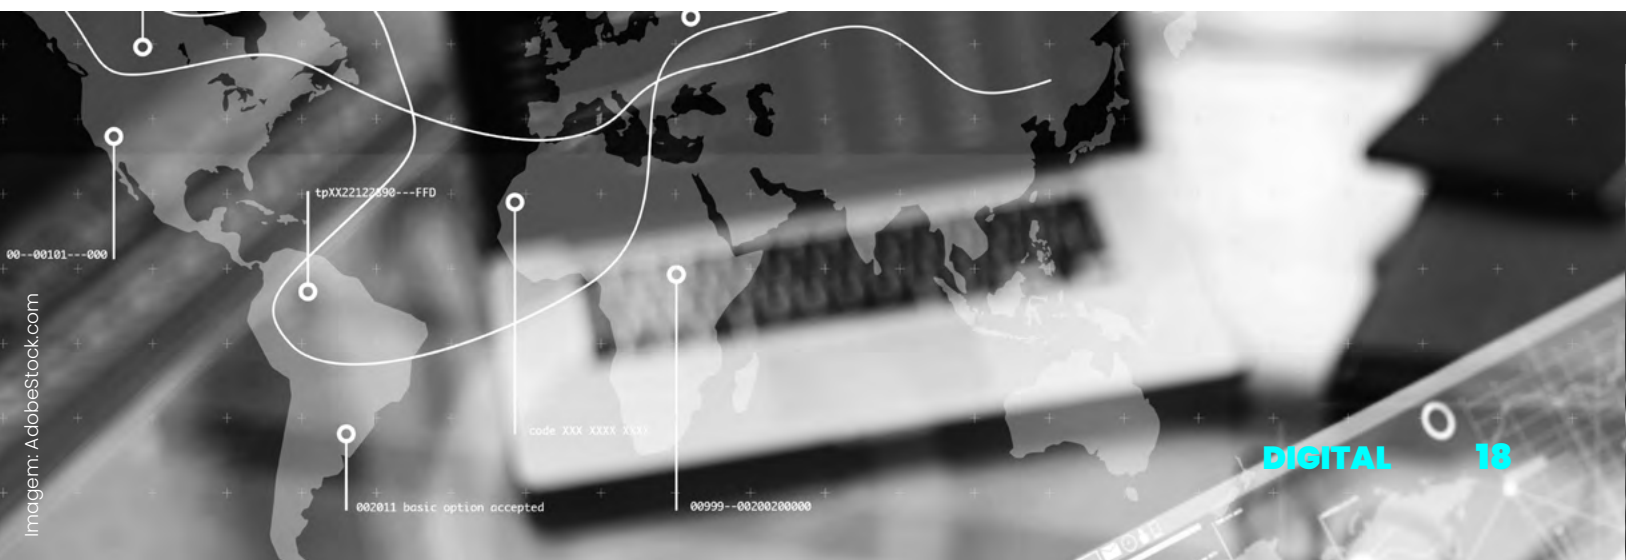 tpXX22122890---FFD
00--00101---000
code XXX XXXX XXXX
002011 basic option accepted
00999--00200200000
DIGITAL 18
Imagem: AdobeStock.com